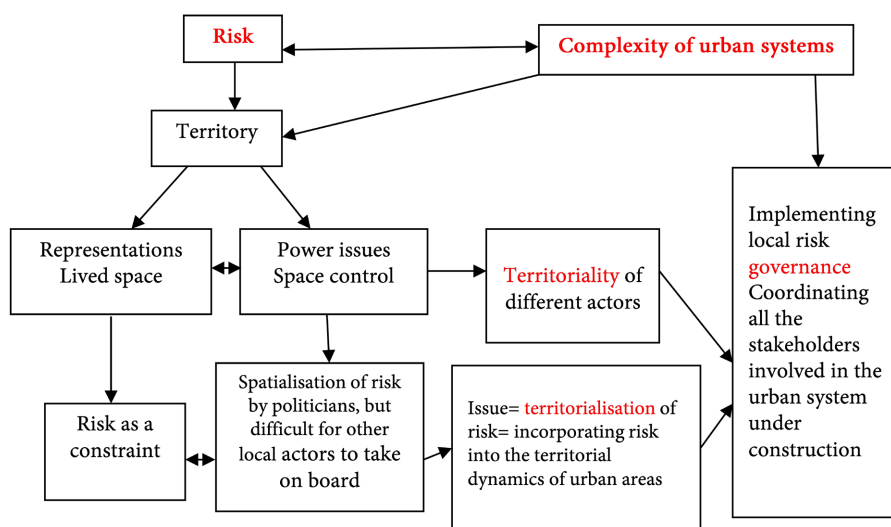 Risk
Complexity of urban systems
Territory
Representations
Lived space
Power issues
Space control
Territoriality of
different actors
Implementing
local risk
governance
Coordinating
all the
stakeholders
involved in the
urban system
under
construction
Risk as a
constraint
Spatialisation of risk
by politicians, but
difficult for other
local actors to take
on board
Issue= territorialisation of
risk= incorporating risk
into the territorial
dynamics of urban areas